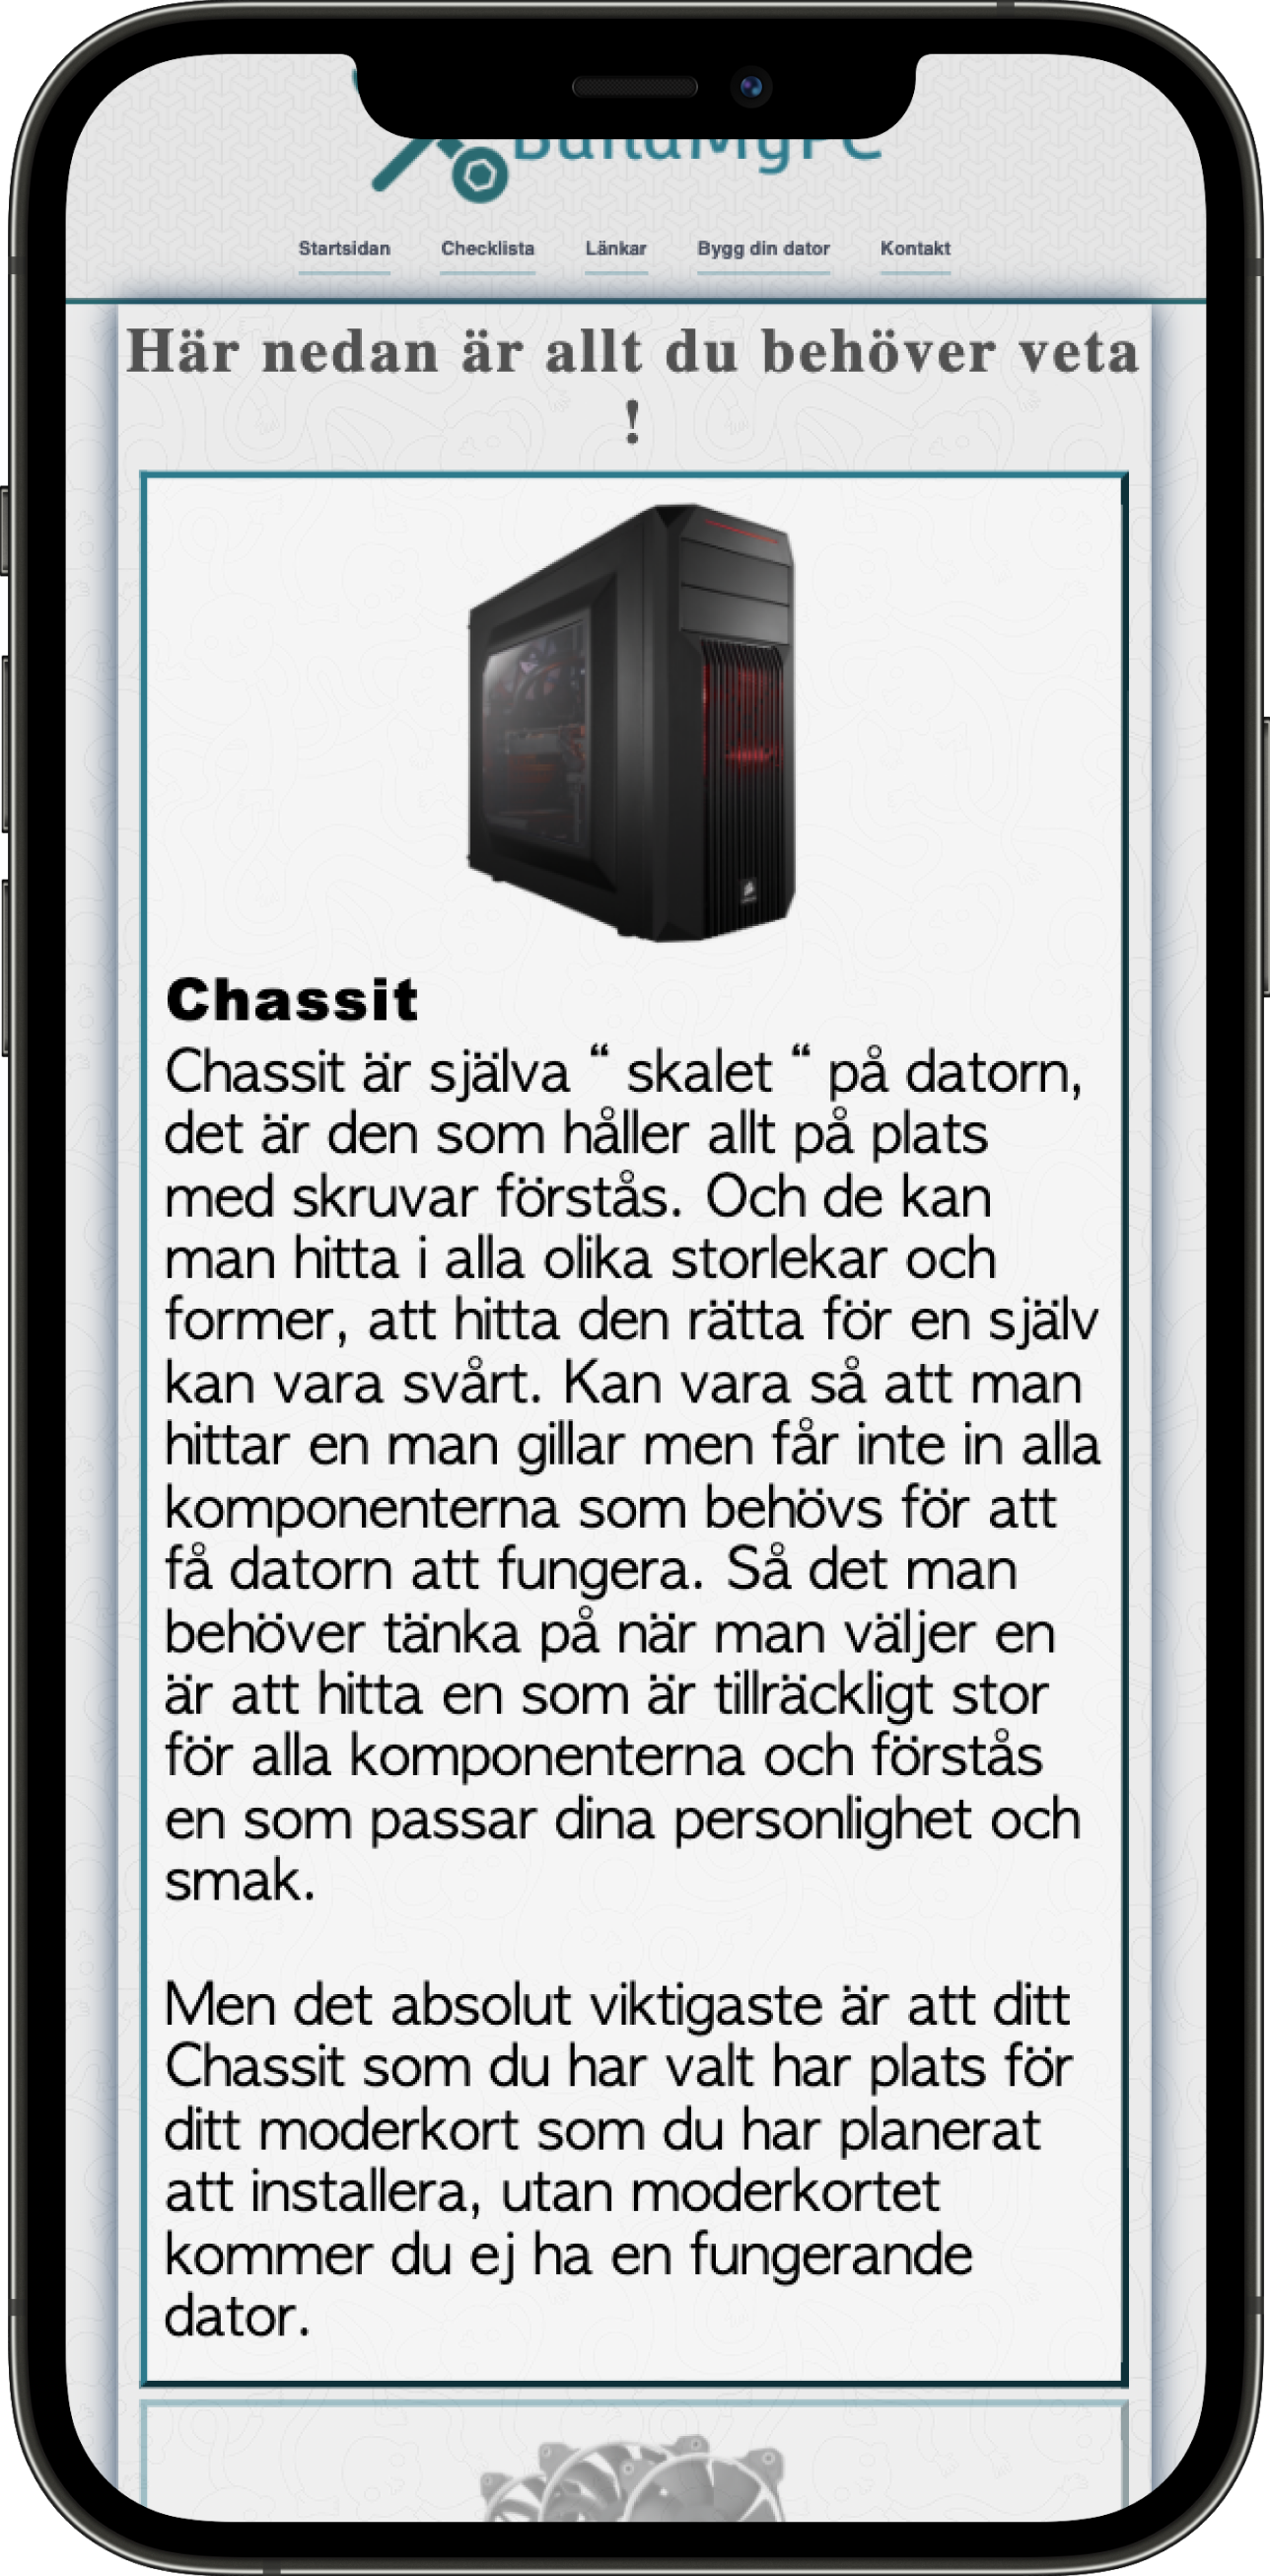 BuildMyPC
Startsidan Checklista Länkar Bygg din dator Kontakt
Här nedan är allt du behöver veta
!
Chassit
Chassit är själva “ skalet “ på datorn,
det är den som håller allt på plats
med skruvar förstås. Och de kan
man hitta i alla olika storlekar och
former, att hitta den rätta för en själv
kan vara svårt. Kan vara så att man
hittar en man gillar men får inte in alla
komponenterna som behövs för att
få datorn att fungera. Så det man
behöver tänka på när man väljer en
är att hitta en som är tillräckligt stor
för alla komponenterna och förstås
en som passar dina personlighet och
smak.
Men det absolut viktigaste är att ditt
Chassit som du har valt har plats för
ditt moderkort som du har planerat
att installera, utan moderkortet
kommer du ej ha en fungerande
dator.